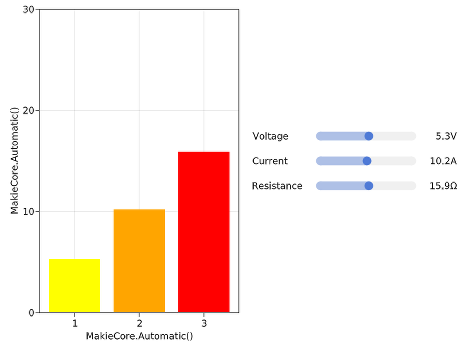 30
20
10
0
MakieCore.Automatic()
1 2 3
MakieCore.Automatic()
Voltage 5.3V
Current 10.2A
Resistance 15.9Ω